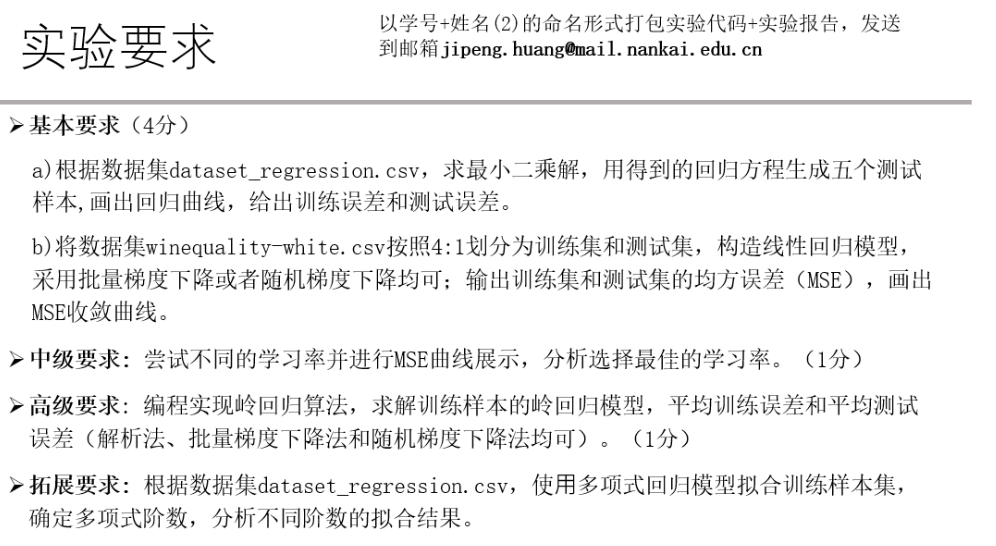 实验要求
以学号+姓名(2)的命名形式打包实验代码+实验报告，发送
到邮箱jipeng.huang@mail.nankai.edu.cn
➢基本要求（4分）
a)根据数据集dataset_regression.csv，求最小二乘解，用得到的回归方程生成五个测试
样本,画出回归曲线，给出训练误差和测试误差。
b)将数据集winequality-white.csv按照4:1划分为训练集和测试集，构造线性回归模型，
采用批量梯度下降或者随机梯度下降均可；输出训练集和测试集的均方误差（MSE），画出
MSE收敛曲线。
➢中级要求：尝试不同的学习率并进行MSE曲线展示，分析选择最佳的学习率。（1分）
➢高级要求：编程实现岭回归算法，求解训练样本的岭回归模型，平均训练误差和平均测试
误差（解析法、批量梯度下降法和随机梯度下降法均可）。（1分）
➢拓展要求：根据数据集dataset_regression.csv，使用多项式回归模型拟合训练样本集，
确定多项式阶数，分析不同阶数的拟合结果。